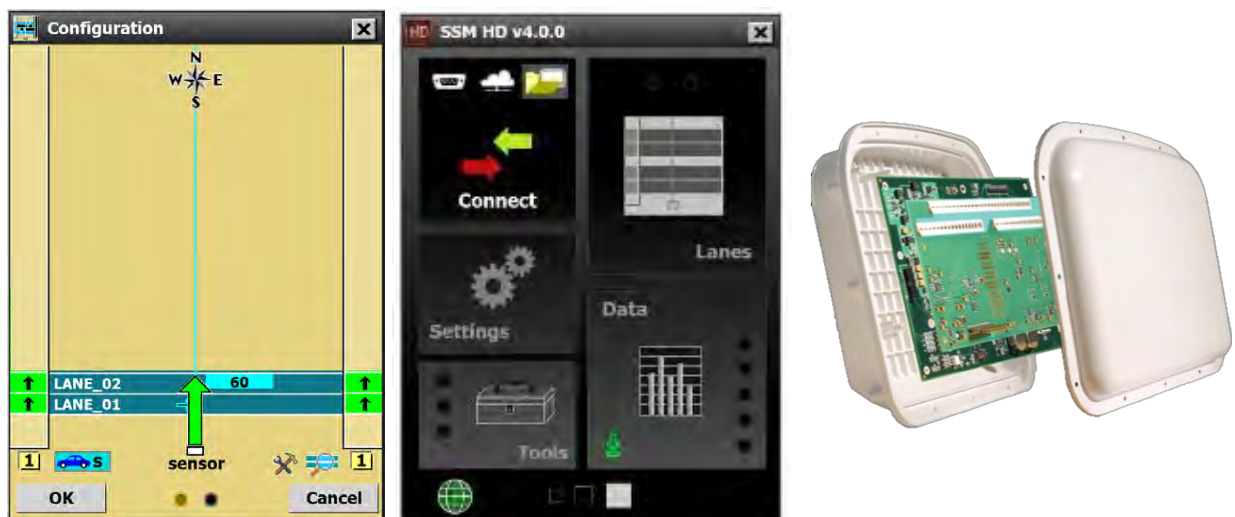 Configuration
N
W E
S
LANE_02 60
LANE_01
1 S sensor 1
OK Cancel
HD SSM HD v4.0.0
Connect
Lanes
Settings
Data
Tools